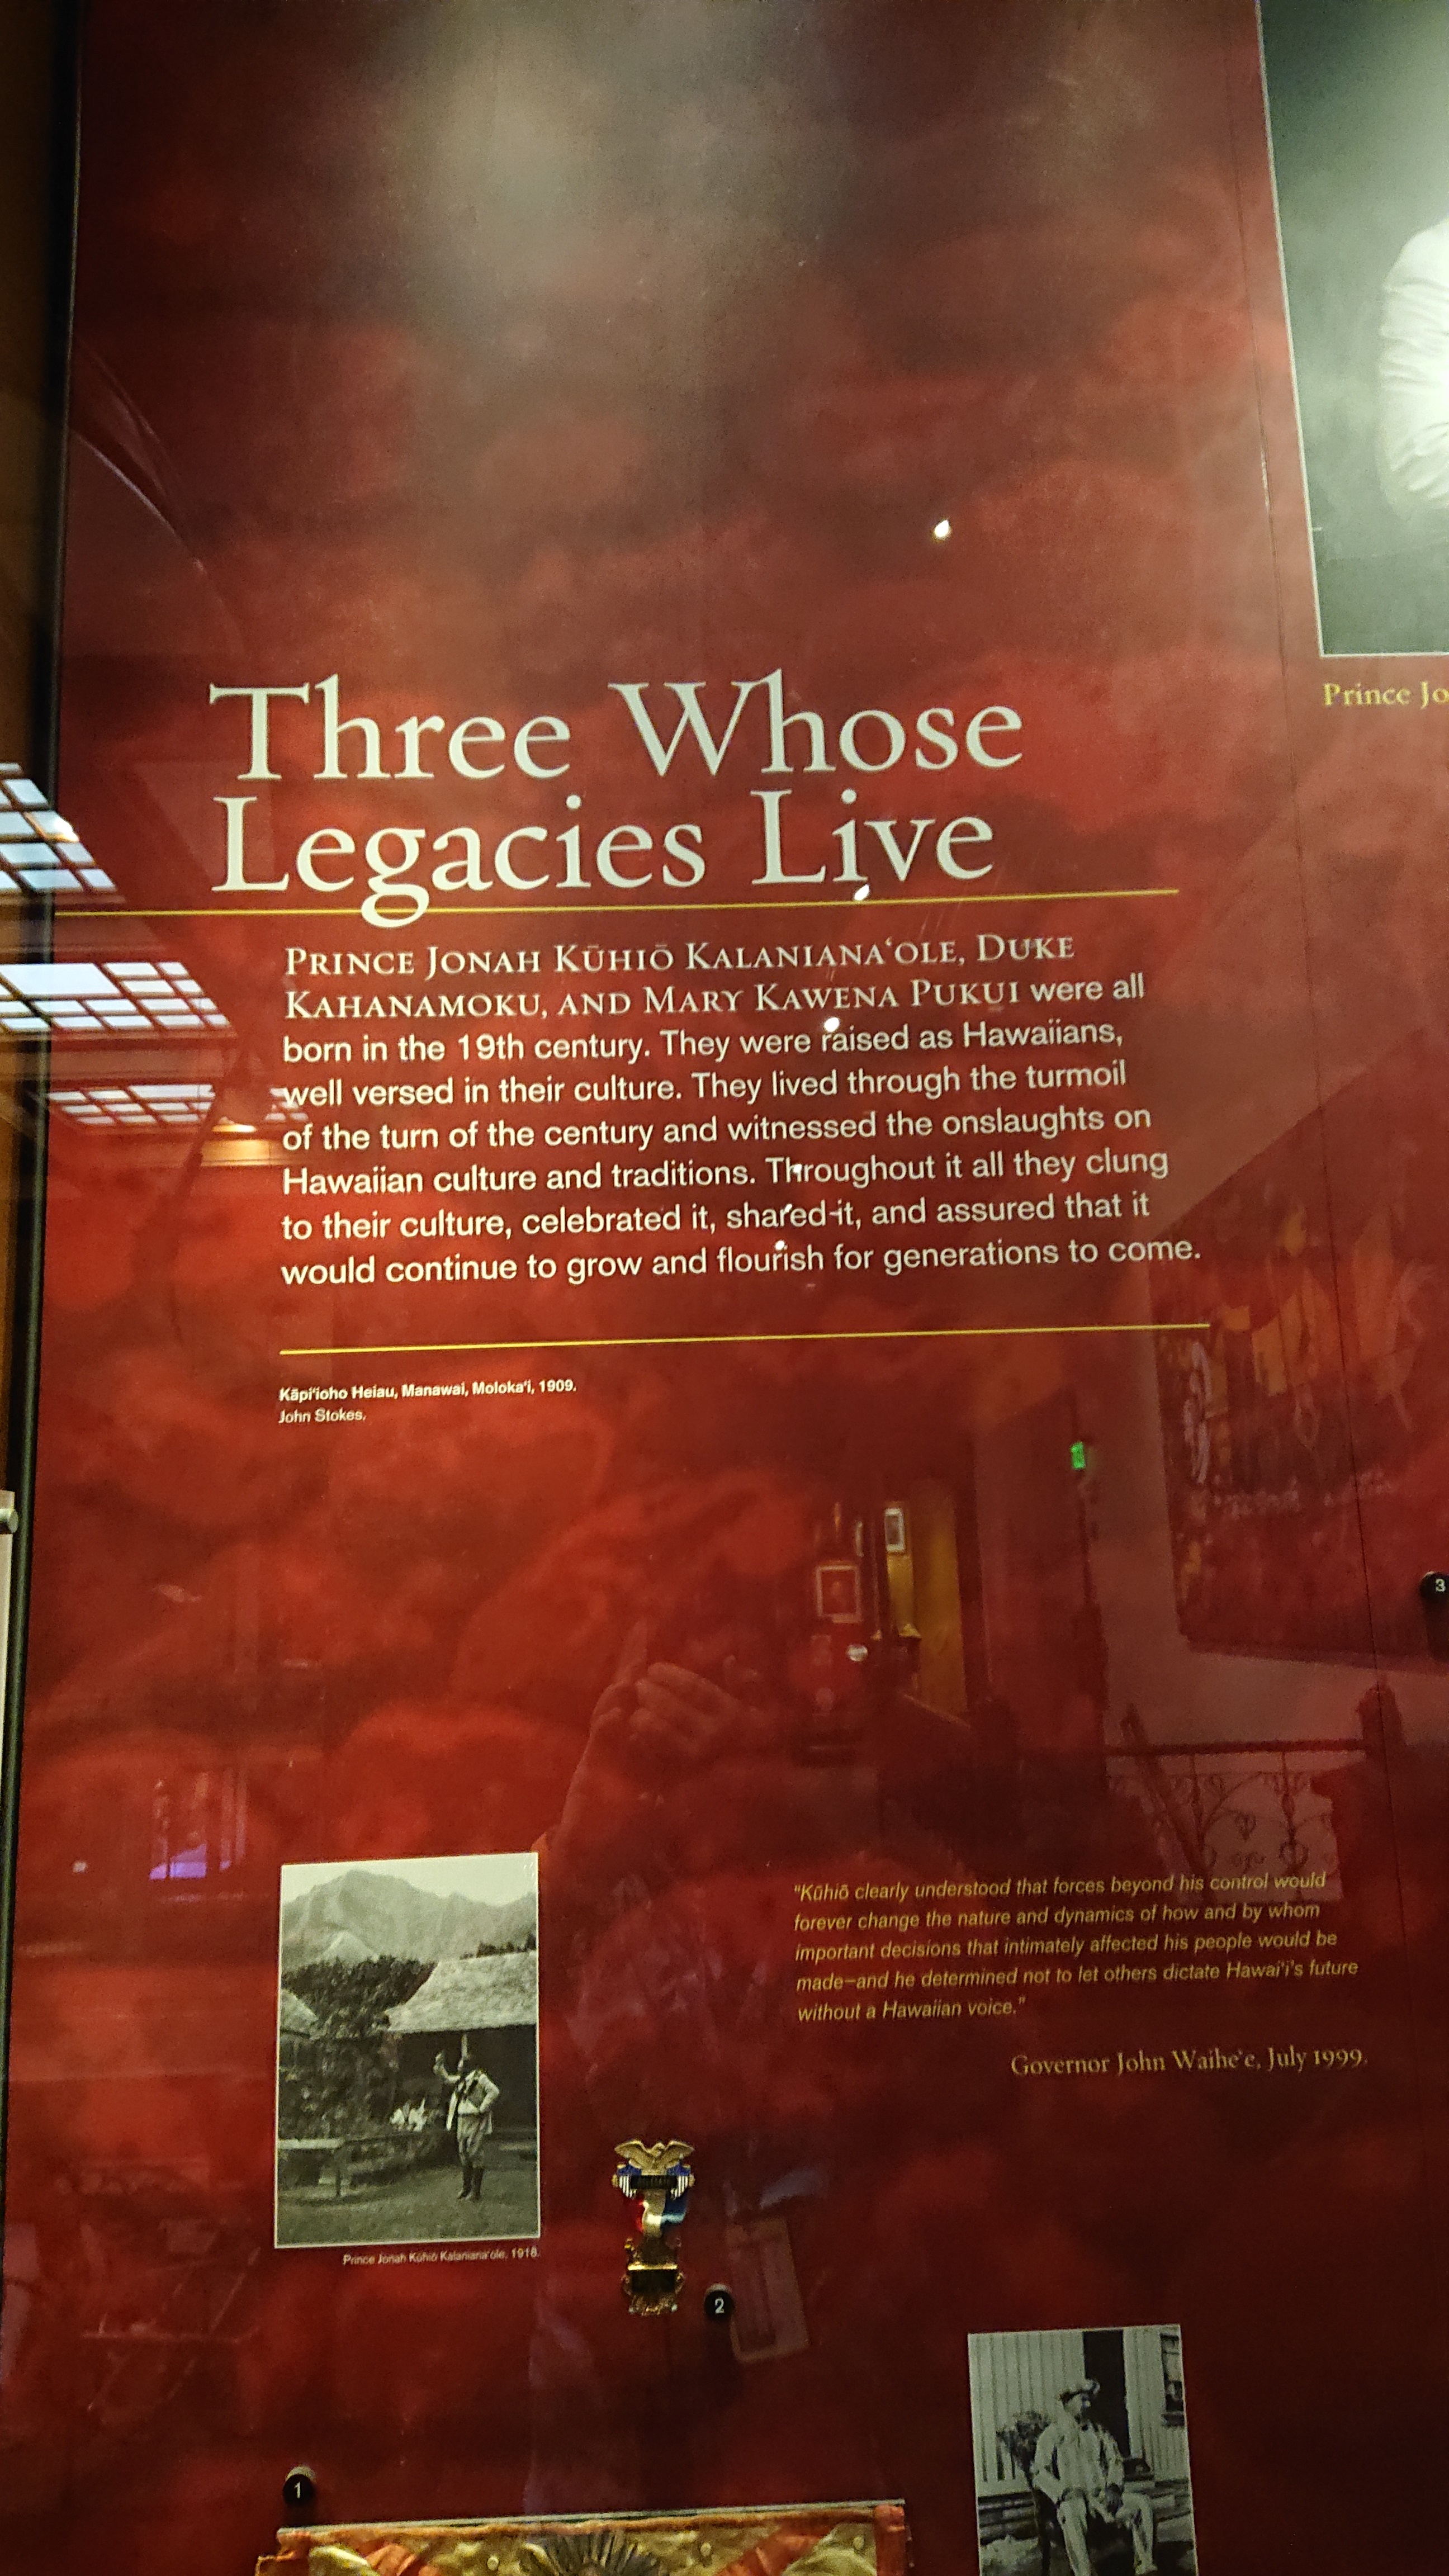 Three Whose
Legacies Live
PRINCE JONAH KŪHIŌ KALANIANAʻOLE, DUKE
KAHANAMOKU, AND MARY KAWENA PUKUI were all
born in the 19th century. They were raised as Hawaiians,
well versed in their culture. They lived through the turmoil
of the turn of the century and witnessed the onslaughts on
Hawaiian culture and traditions. Throughout it all they clung
to their culture, celebrated it, shared it, and assured that it
would continue to grow and flourish for generations to come.
Kāpiʻioho Heiau, Manawai, Molokaʻi, 1909.
John Stokes.
Prince Jo
3
"Kūhiō clearly understood that forces beyond his control would
forever change the nature and dynamics of how and by whom
important decisions that intimately affected his people would be
made—and he determined not to let others dictate Hawaiʻi's future
without a Hawaiian voice."
Governor John Waiheʻe, July 1999.
Prince Jonah Kūhiō Kalanianaʻole, 1918.
2
1